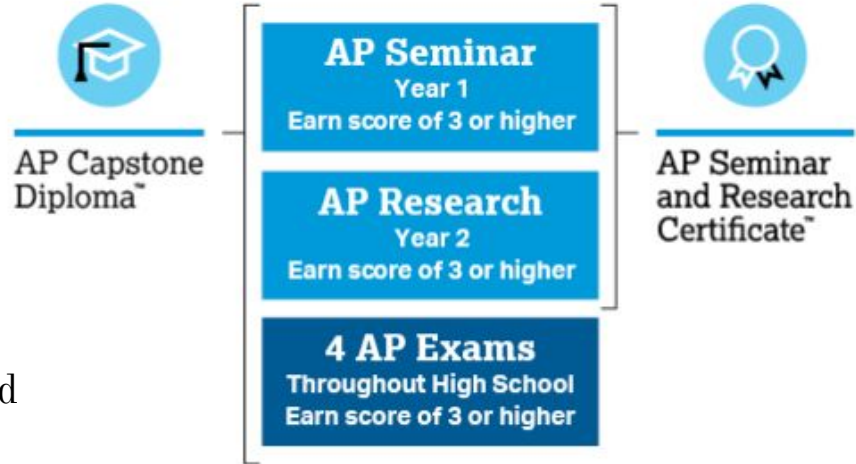 AP Capstone
Diploma™
AP Seminar
Year 1
Earn score of 3 or higher
AP Research
Year 2
Earn score of 3 or higher
4 AP Exams
Throughout High School
Earn score of 3 or higher
AP Seminar
and Research
Certificate™
d